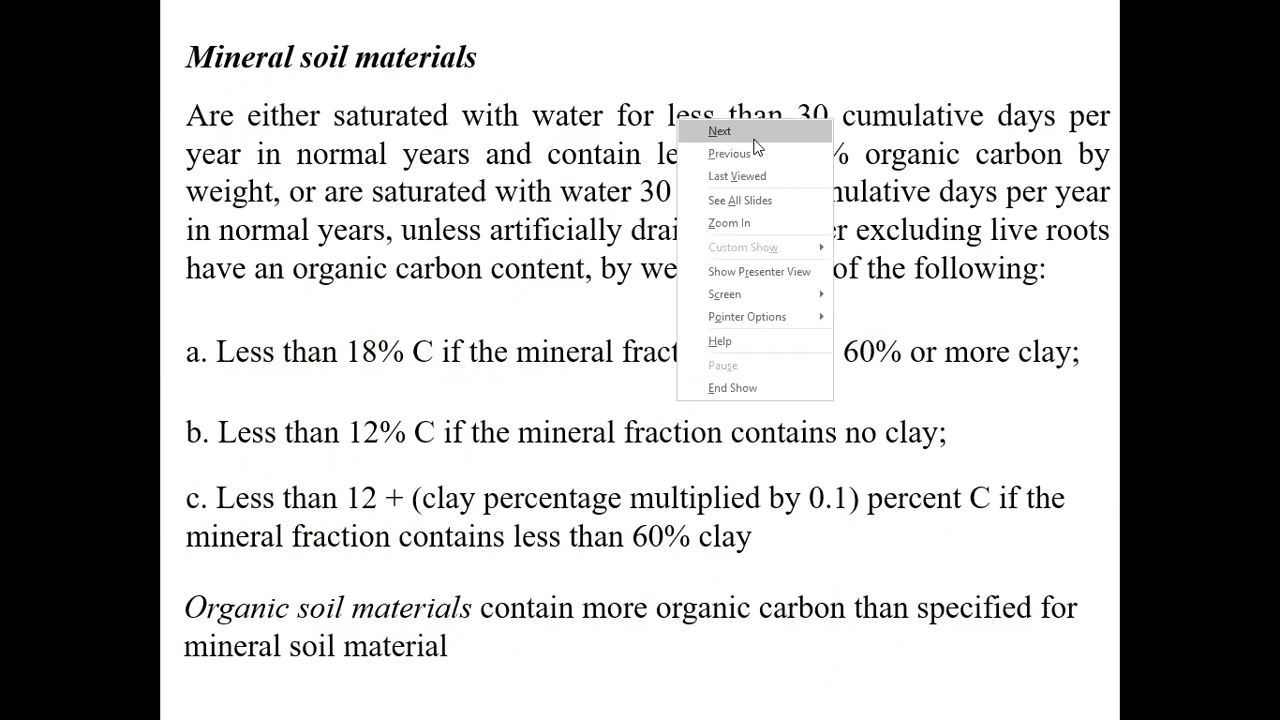 Mineral soil materials
Are either saturated with water for less than 30 cumulative days per
year in normal years and contain % organic carbon by
weight, or are saturated with water 30 days per year
in normal years, unless artificially excluding live roots
have an organic carbon content, by of the following:
a. Less than 18% C if the mineral 60% or more clay;
b. Less than 12% C if the mineral fraction contains no clay;
c. Less than 12 + (clay percentage multiplied by 0.1) percent C if the
mineral fraction contains less than 60% clay
Organic soil materials contain more organic carbon than specified for
mineral soil material
Next
Previous
Last Viewed
See All Slides
Zoom In
Custom Show
Show Presenter View
Screen
Pointer Options
Help
Pause
End Show